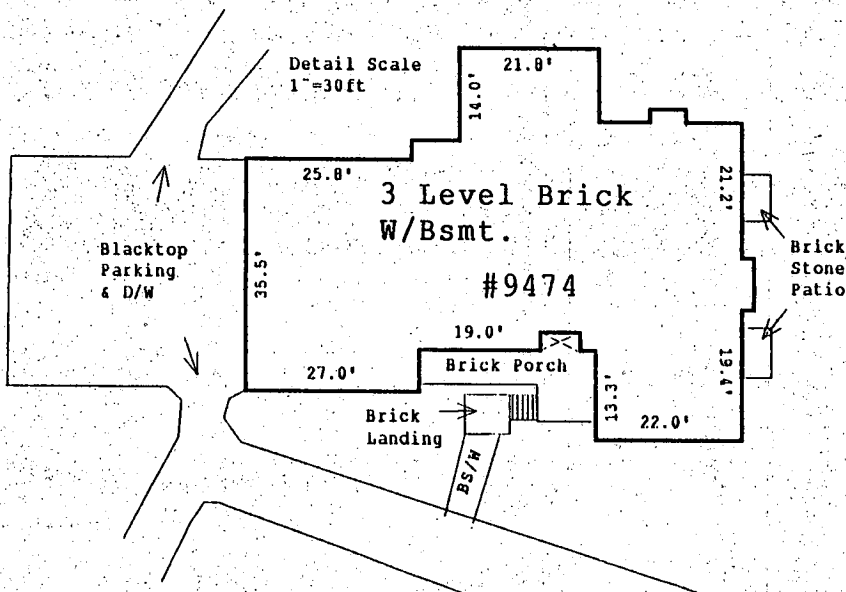 Detail Scale
1"=30ft
21.8'
14.0'
25.8'
3 Level Brick
W/Bsmt.
21.2'
Blacktop
Parking
& D/W
35.5'
#9474
Brick
Stone
Patio
19.0'
27.0'
Brick Porch
19.4'
13.3'
Brick
Landing
22.0'
BS/W